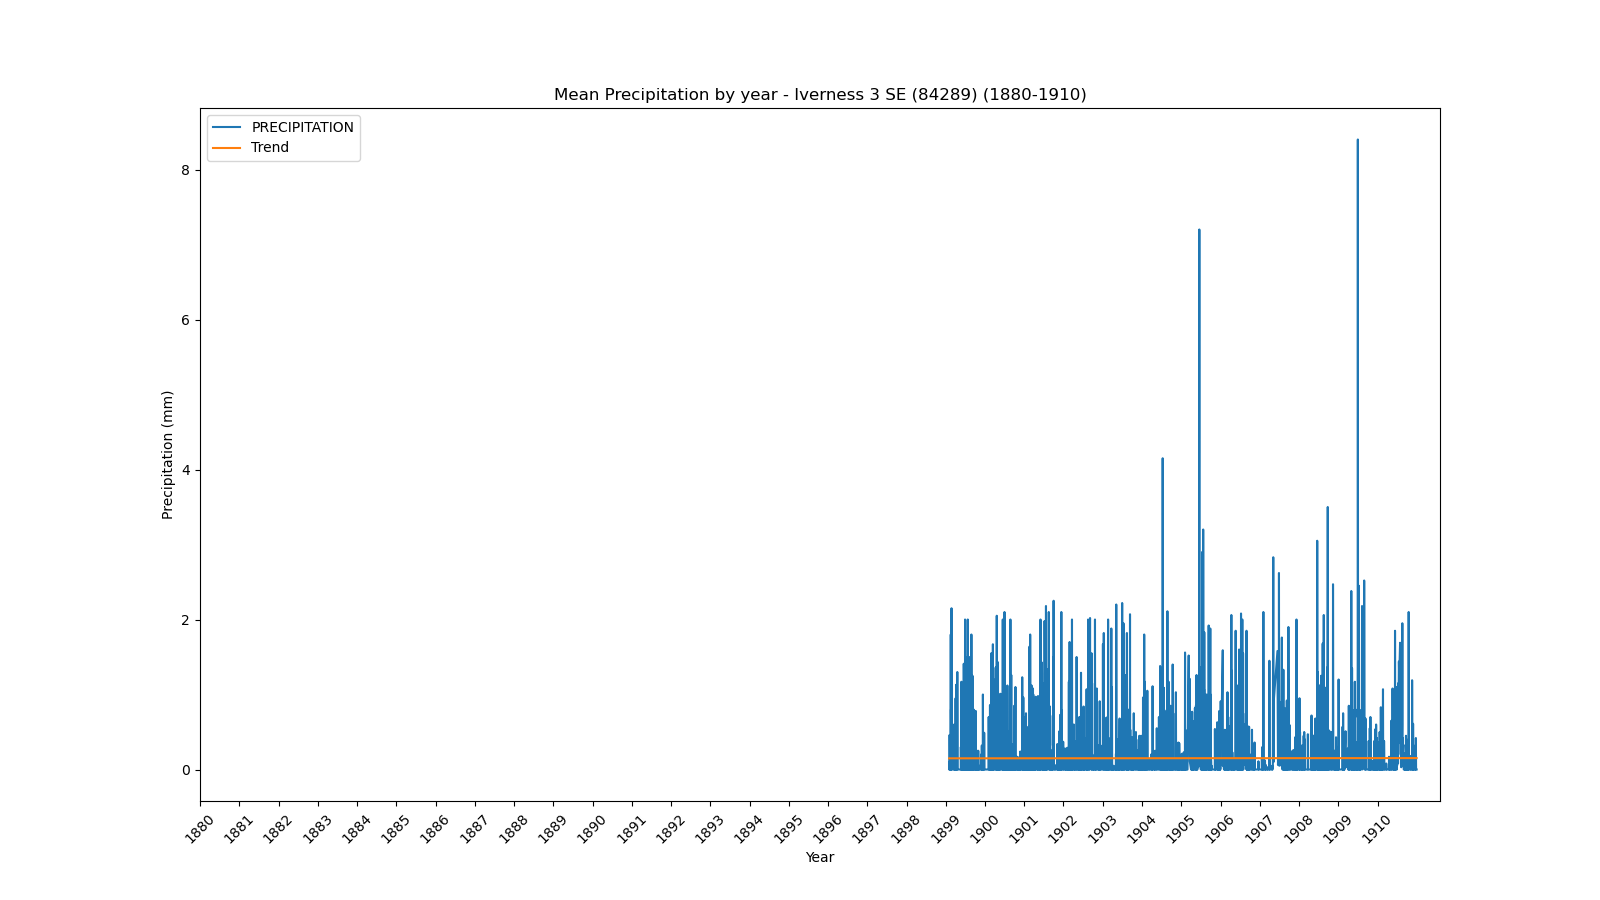 Mean Precipitation by year - Iverness 3 SE (84289) (1880-1910)
PRECIPITATION
Trend
8
6
4
2
0
Precipitation (mm)
1880 1881 1882 1883 1884 1885 1886 1887 1888 1889 1890 1891 1892 1893 1894 1895 1896 1897 1898 1899 1900 1901 1902 1903 1904 1905 1906 1907 1908 1909 1910
Year